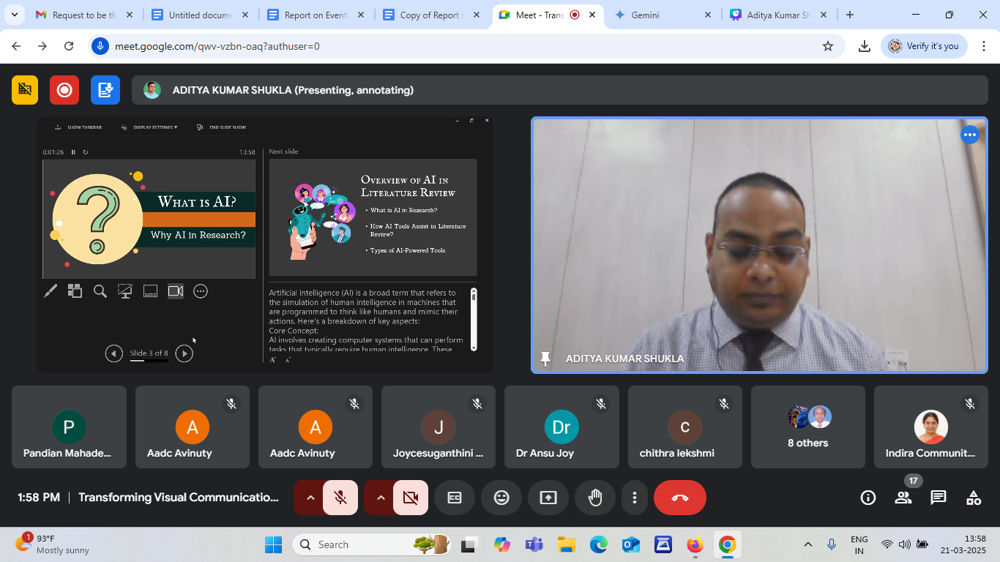 Request to be th
Untitled docume
Report on Event
Copy of Report o
Meet - Trans
Gemini
Aditya Kumar Sh
meet.google.com/qwv-vzbn-oaq?authuser=0
Verify it's you
ADITYA KUMAR SHUKLA (Presenting, annotating)
SHOW TASKBAR
DISPLAY SETTINGS ▼
END SLIDE SHOW
0:01:26
13:58
Next slide
WHAT IS AI?
Why AI in Research?
OVERVIEW OF AI IN
LITERATURE REVIEW
• What is AI in Research?
• How AI Tools Assist in Literature
Review?
• Types of AI-Powered Tools
Artificial intelligence (AI) is a broad term that refers to
the simulation of human intelligence in machines that
are programmed to think like humans and mimic their
actions. Here's a breakdown of key aspects:
Core Concept:
AI involves creating computer systems that can perform
tasks that typically require human intelligence. These
Slide 3 of 8
A A
ADITYA KUMAR SHUKLA
P
Pandian Mahade...
A
Aadc Avinuty
A
Aadc Avinuty
J
Joycesuganthini ...
Dr
Dr Ansu Joy
c
chithra lekshmi
8 others
Indira Communit...
1:58 PM | Transforming Visual Communicatio...
17
1
93°F
Mostly sunny
Search
ENG
IN
13:58
21-03-2025